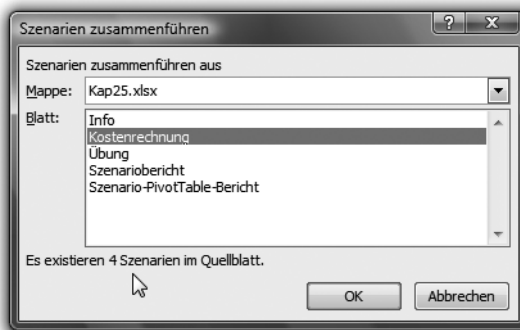 Szenarien zusammenführen
?
X
Szenarien zusammenführen aus
Mappe: Kap25.xlsx
Blatt: Info
Kostenrechnung
Übung
Szenariobericht
Szenario-PivotTable-Bericht
Es existieren 4 Szenarien im Quellblatt.
OK Abbrechen